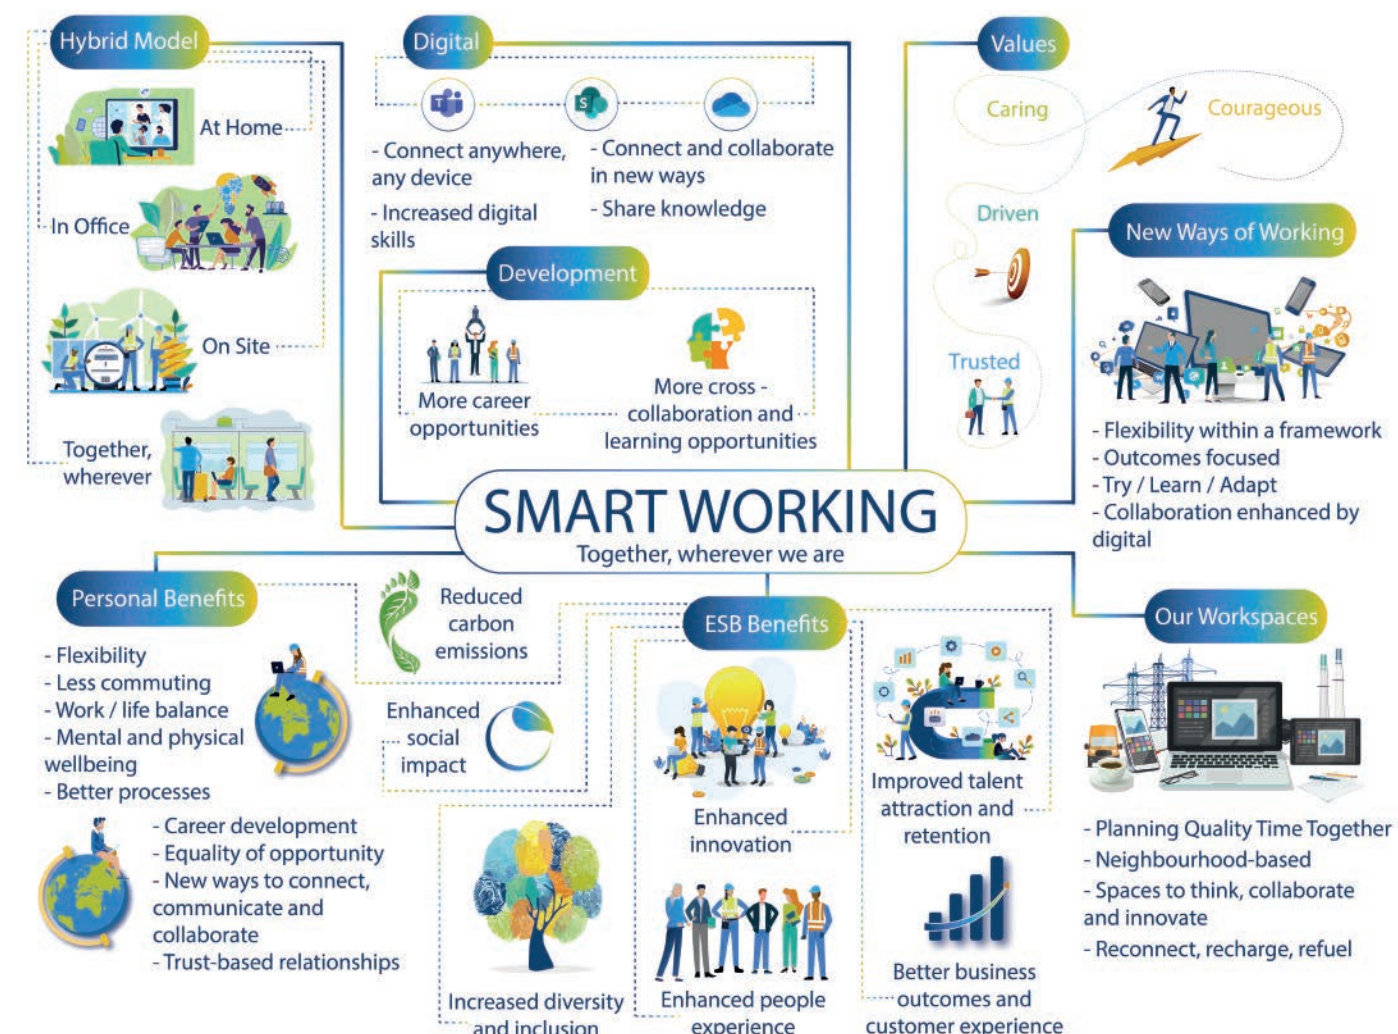 Hybrid Model
At Home
In Office
On Site
Together,
wherever
Digital
T
S
- Connect anywhere,
any device
- Increased digital
skills
- Connect and collaborate
in new ways
- Share knowledge
Development
More career
opportunities
More cross -
collaboration and
learning opportunities
Values
Caring
Courageous
Driven
Trusted
New Ways of Working
- Flexibility within a framework
- Outcomes focused
- Try / Learn / Adapt
- Collaboration enhanced by
digital
SMART WORKING
Together, wherever we are
Personal Benefits
- Flexibility
- Less commuting
- Work / life balance
- Mental and physical
wellbeing
- Better processes
- Career development
- Equality of opportunity
- New ways to connect,
communicate and
collaborate
- Trust-based relationships
Reduced
carbon
emissions
Enhanced
social
impact
ESB Benefits
Increased diversity
and inclusion
Enhanced
innovation
Enhanced people
experience
Improved talent
attraction and
retention
Better business
outcomes and
customer experience
Our Workspaces
- Planning Quality Time Together
- Neighbourhood-based
- Spaces to think, collaborate
and innovate
- Reconnect, recharge, refuel